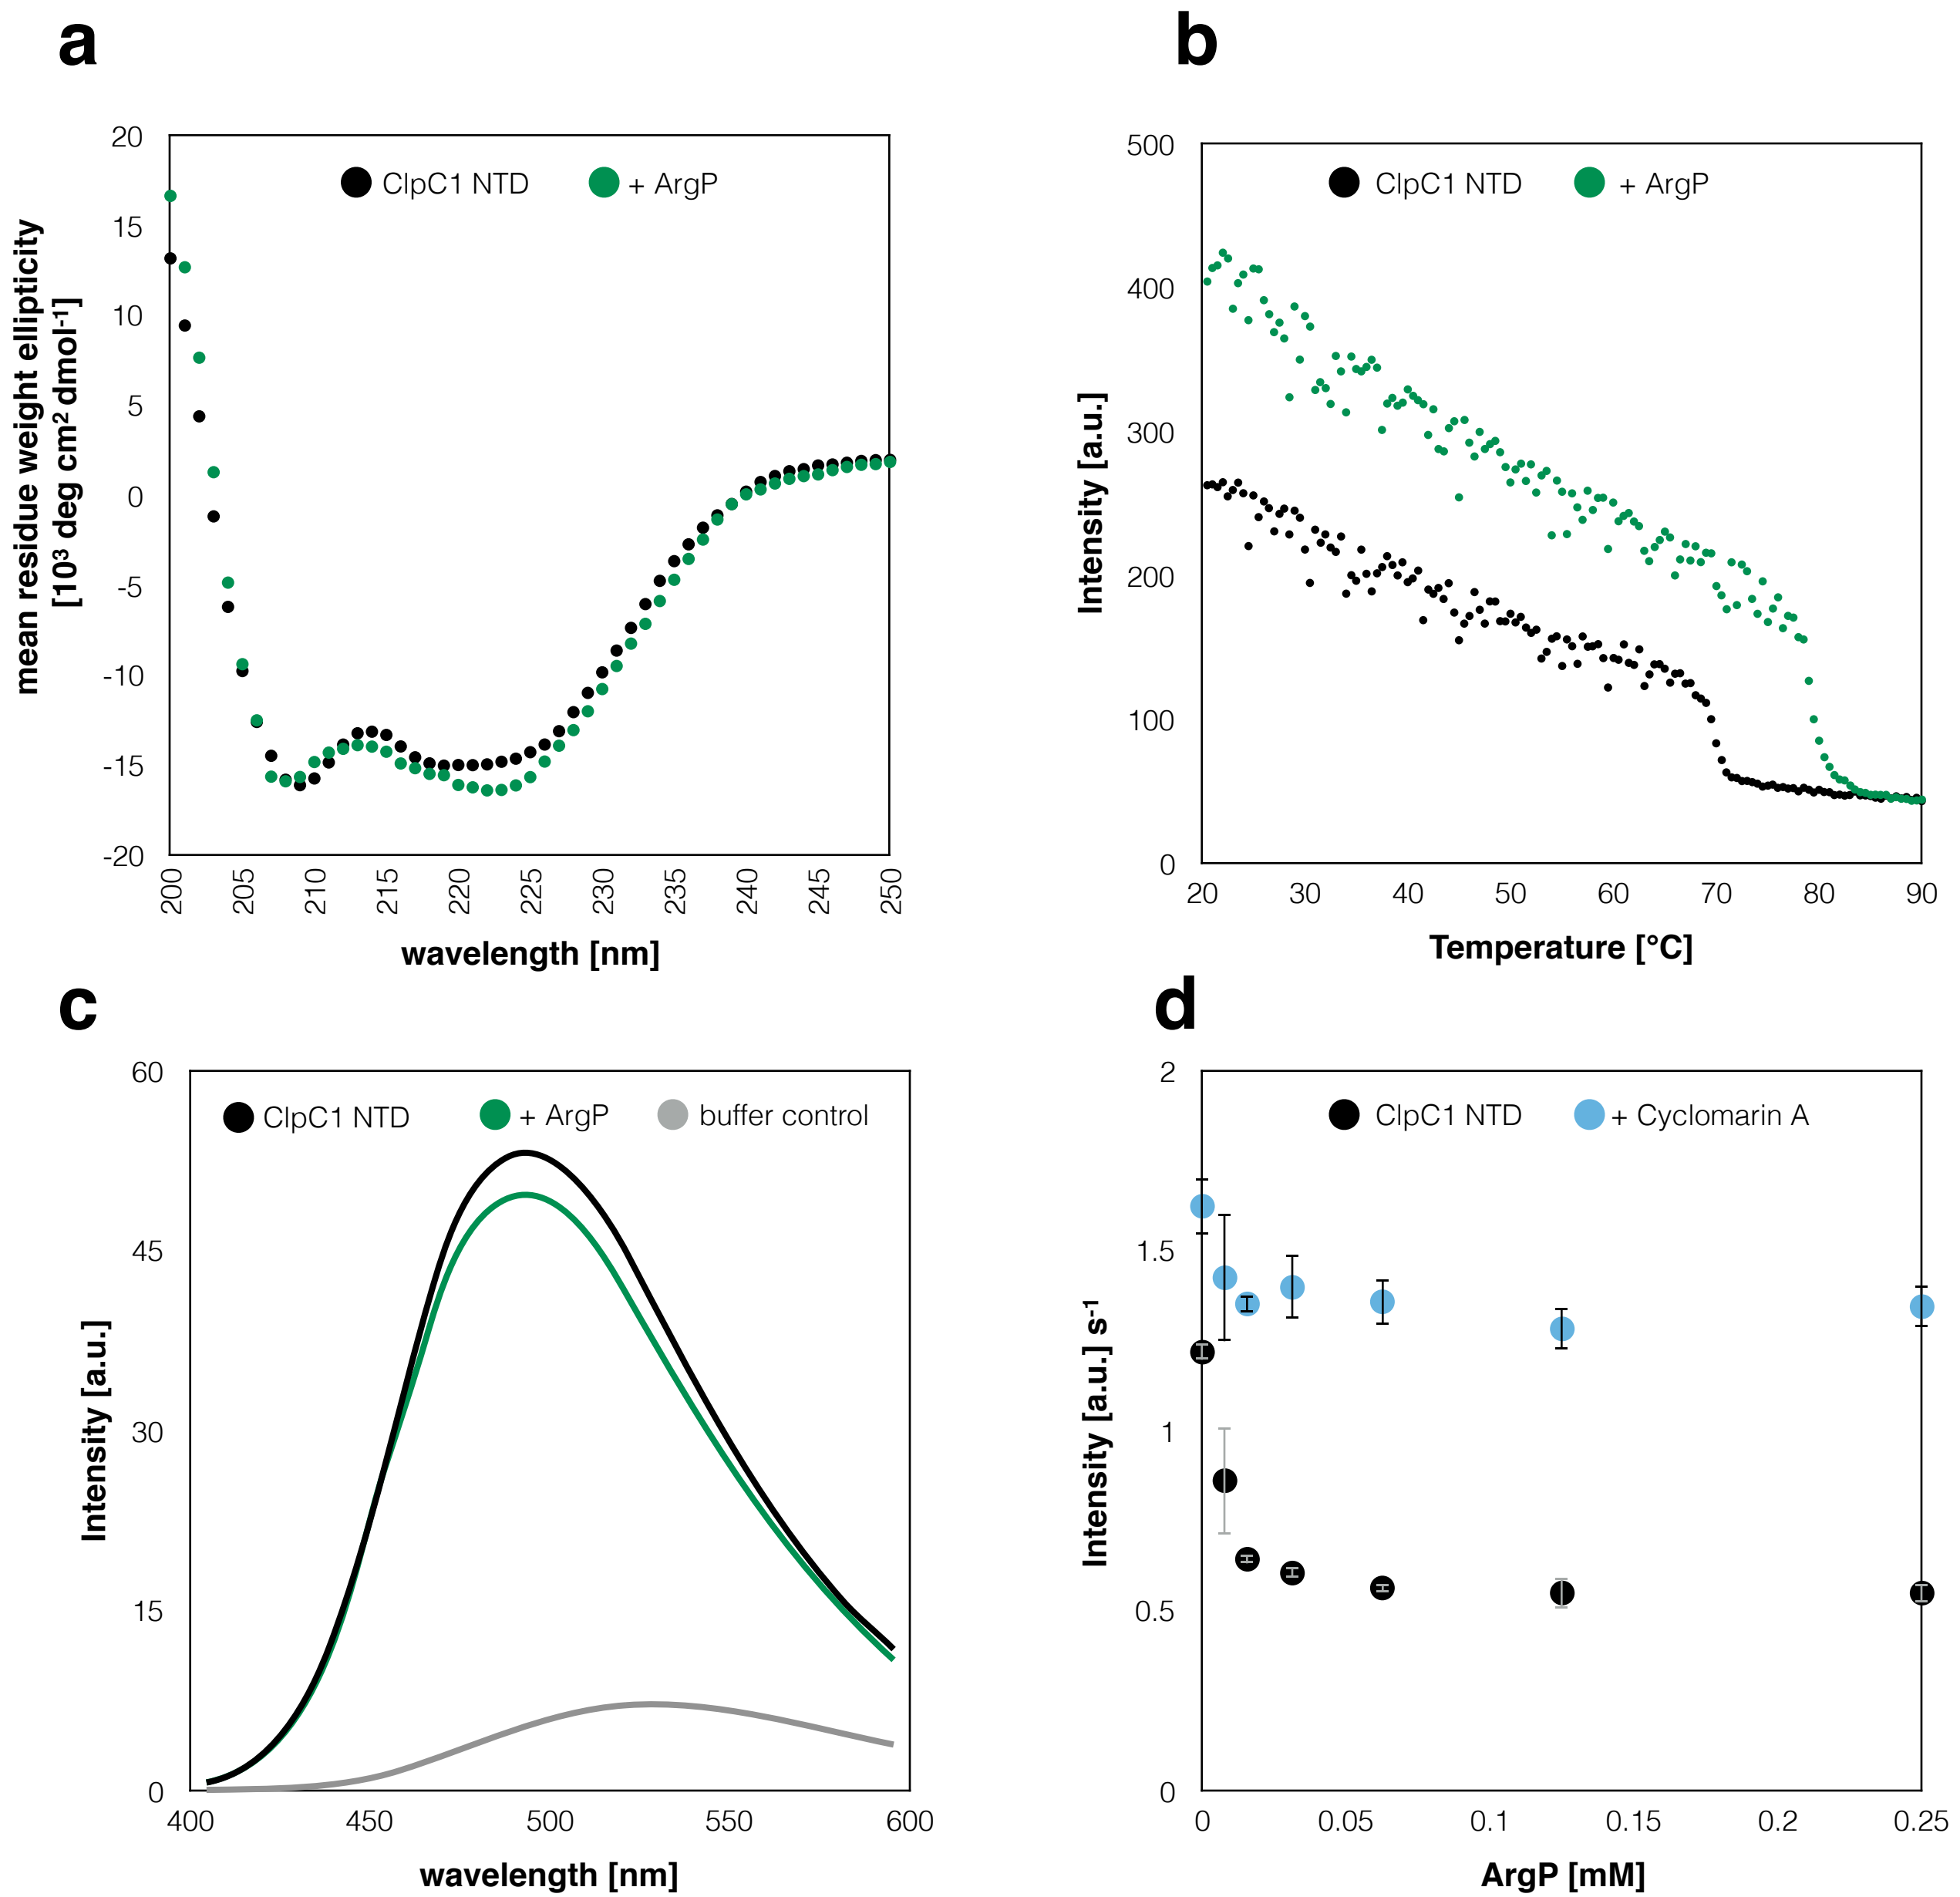 a
20
15
10
5
0
-5
-10
-15
-20
mean residue weight ellipticity
[10³ deg cm² dmol⁻¹]
ClpC1 NTD
+ ArgP
200
205
210
215
220
225
230
235
240
245
250
wavelength [nm]
b
500
400
300
200
100
0
Intensity [a.u.]
ClpC1 NTD
+ ArgP
20
30
40
50
60
70
80
90
Temperature [°C]
c
60
45
30
15
0
Intensity [a.u.]
ClpC1 NTD
+ ArgP
buffer control
400
450
500
550
600
wavelength [nm]
d
2
1.5
1
0.5
0
Intensity [a.u.] s⁻¹
ClpC1 NTD
+ Cyclomarin A
0
0.05
0.1
0.15
0.2
0.25
ArgP [mM]